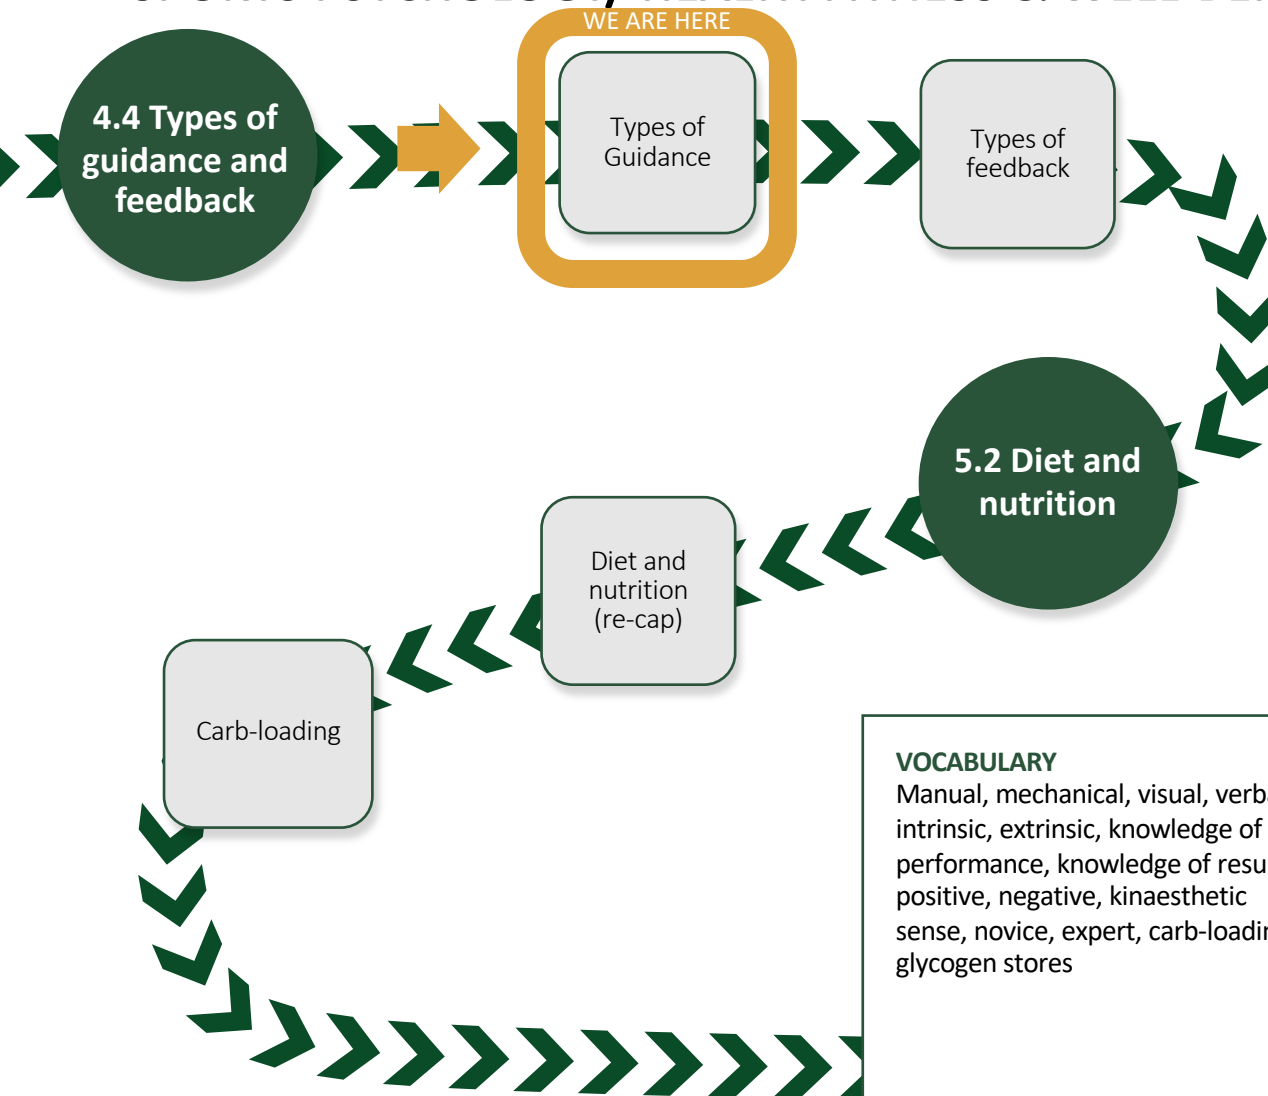 WE ARE HERE
4.4 Types of
guidance and
feedback
Types of
Guidance
Types of
feedback
5.2 Diet and
nutrition
Diet and
nutrition
(re-cap)
Carb-loading
VOCABULARY
Manual, mechanical, visual,
intrinsic, extrinsic, knowledge of
performance, knowledge of
positive, negative, kinaesthetic
sense, novice, expert,
glycogen stores